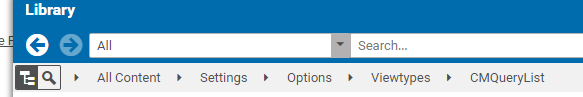 Library
All Search...
All Content Settings Options Viewtypes CMQueryList